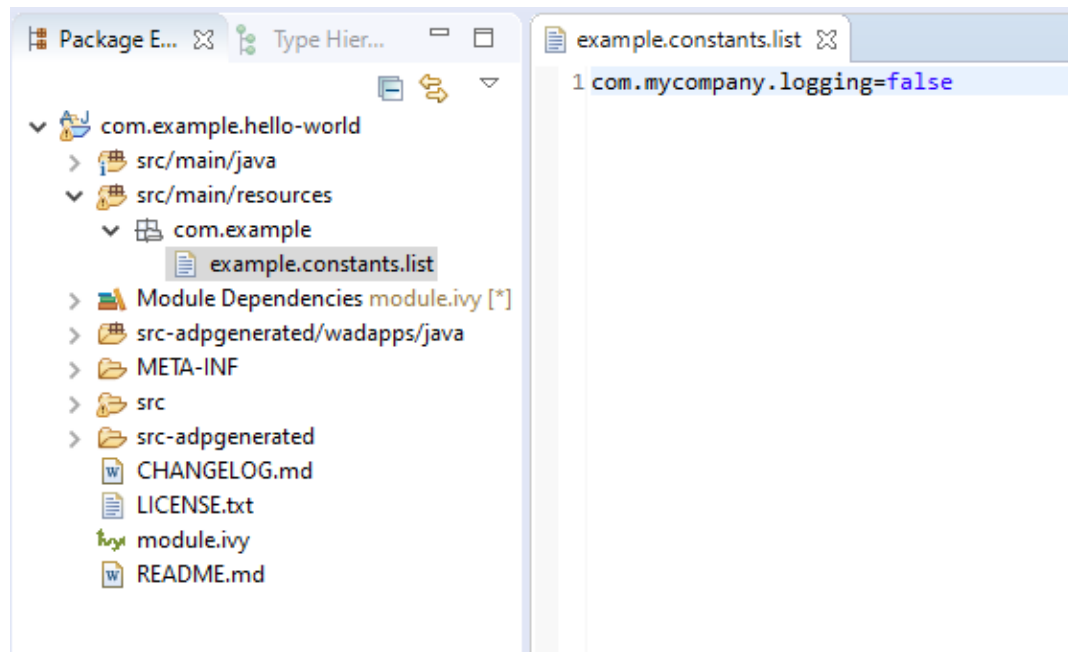 Package E...
Type Hier...
com.example.hello-world
src/main/java
src/main/resources
com.example
example.constants.list
Module Dependencies module.ivy [*]
src-adpgenerated/wadapps/java
META-INF
src
src-adpgenerated
CHANGELOG.md
LICENSE.txt
module.ivy
README.md
example.constants.list
1 com.mycompany.logging=false